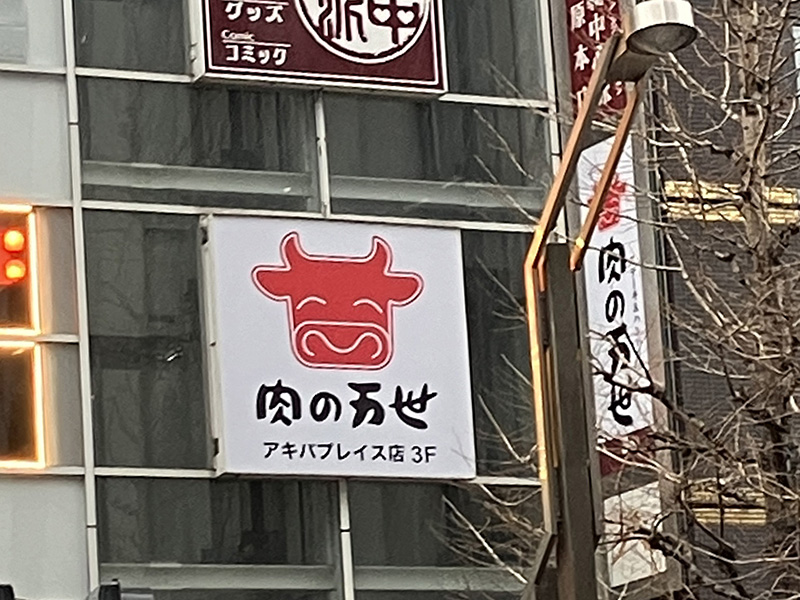 グッズ
Comic
コミック
肉の万世
アキバプレイス店 3F
肉の万世